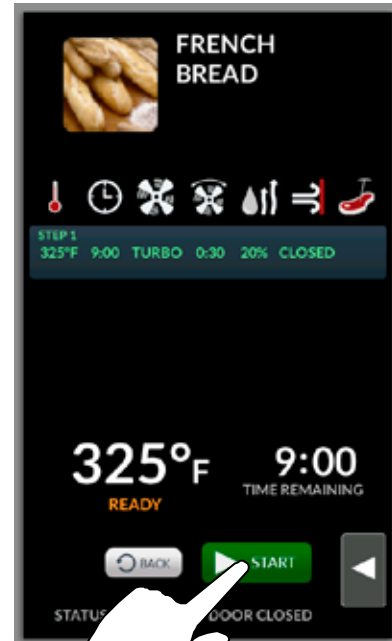 FRENCH
BREAD
STEP 1
325°F 9:00 TURBO 0:30 20% CLOSED
325°F
9:00
READY
TIME REMAINING
BACK
START
STATUS
DOOR CLOSED